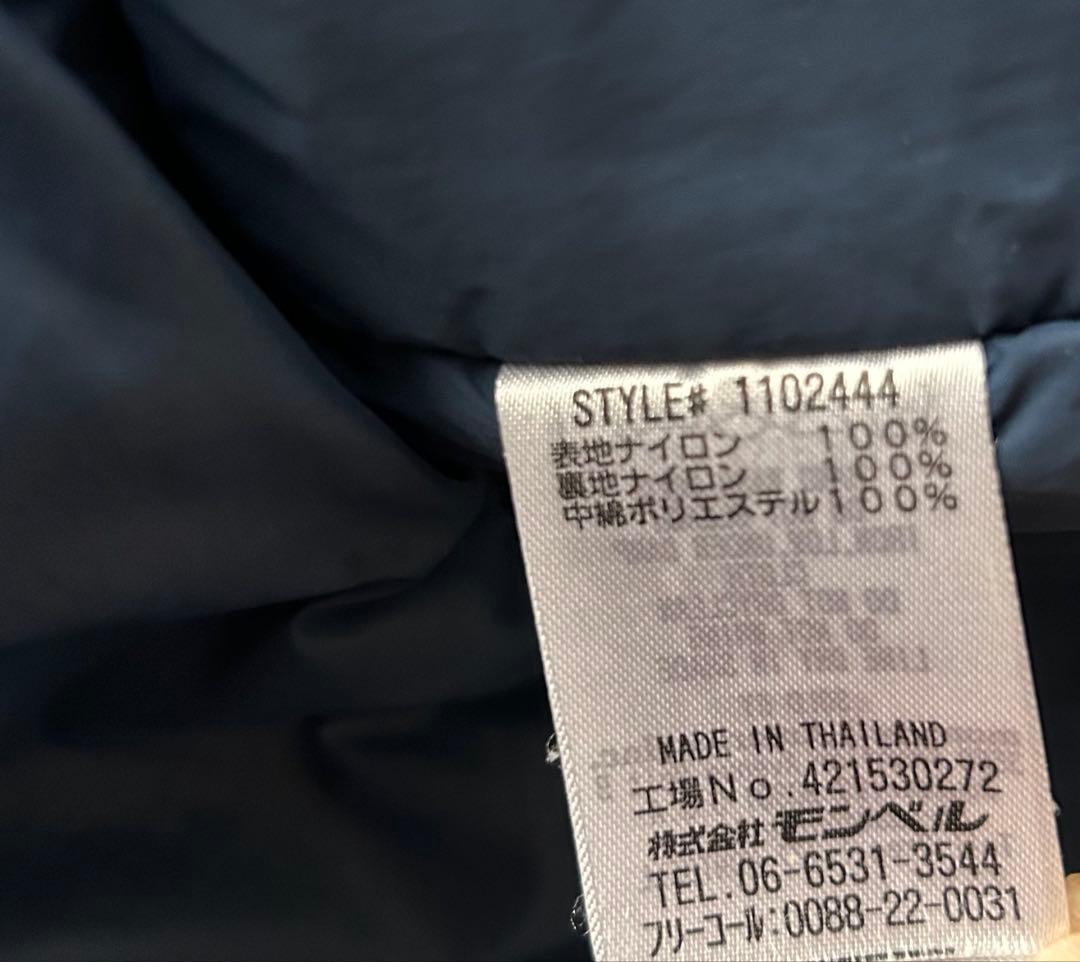 STYLE# 1102444
表地ナイロン 100%
裏地ナイロン 100%
中綿ポリエステル100%
MADE IN THAILAND
工場No.421530272
株式会社モンベル
TEL.06-6531-3544
フリーコール:0088-22-0031